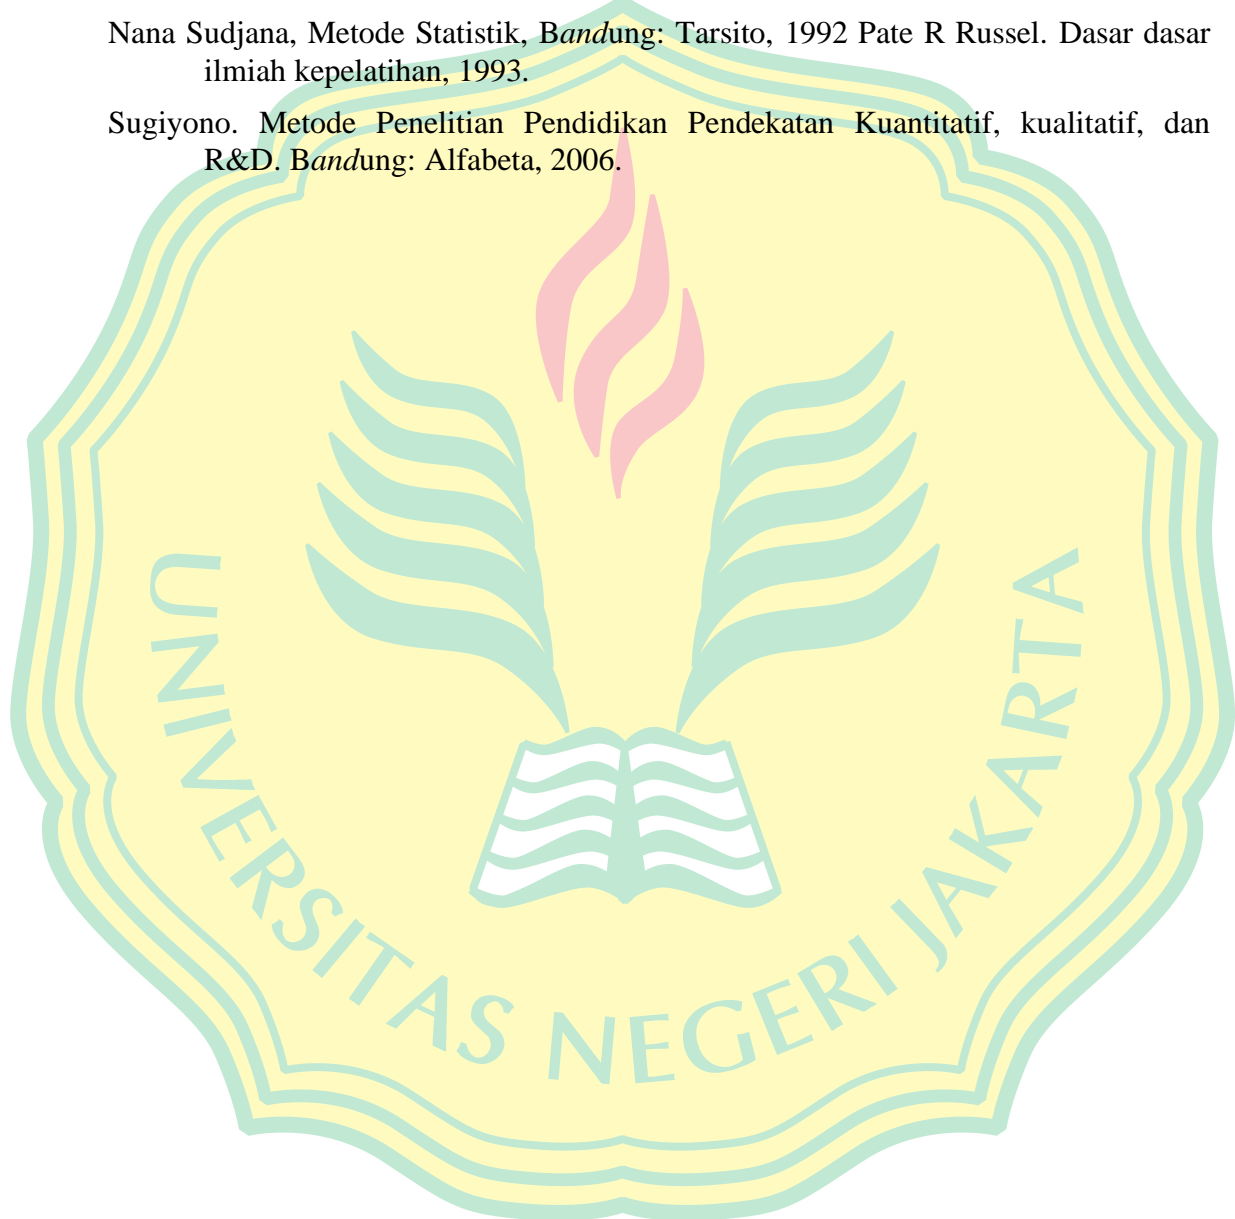 Nana Sudjana, Metode Statistik, Bandung: Tarsito, 1992 Pate R Russel. Dasar dasar
ilmiah kepelatihan, 1993.
Sugiyono. Metode Penelitian Pendidikan Pendekatan Kuantitatif, kualitatif, dan
R&D. Bandung: Alfabeta, 2006.
UNIVERSITAS NEGERI JAKARTA